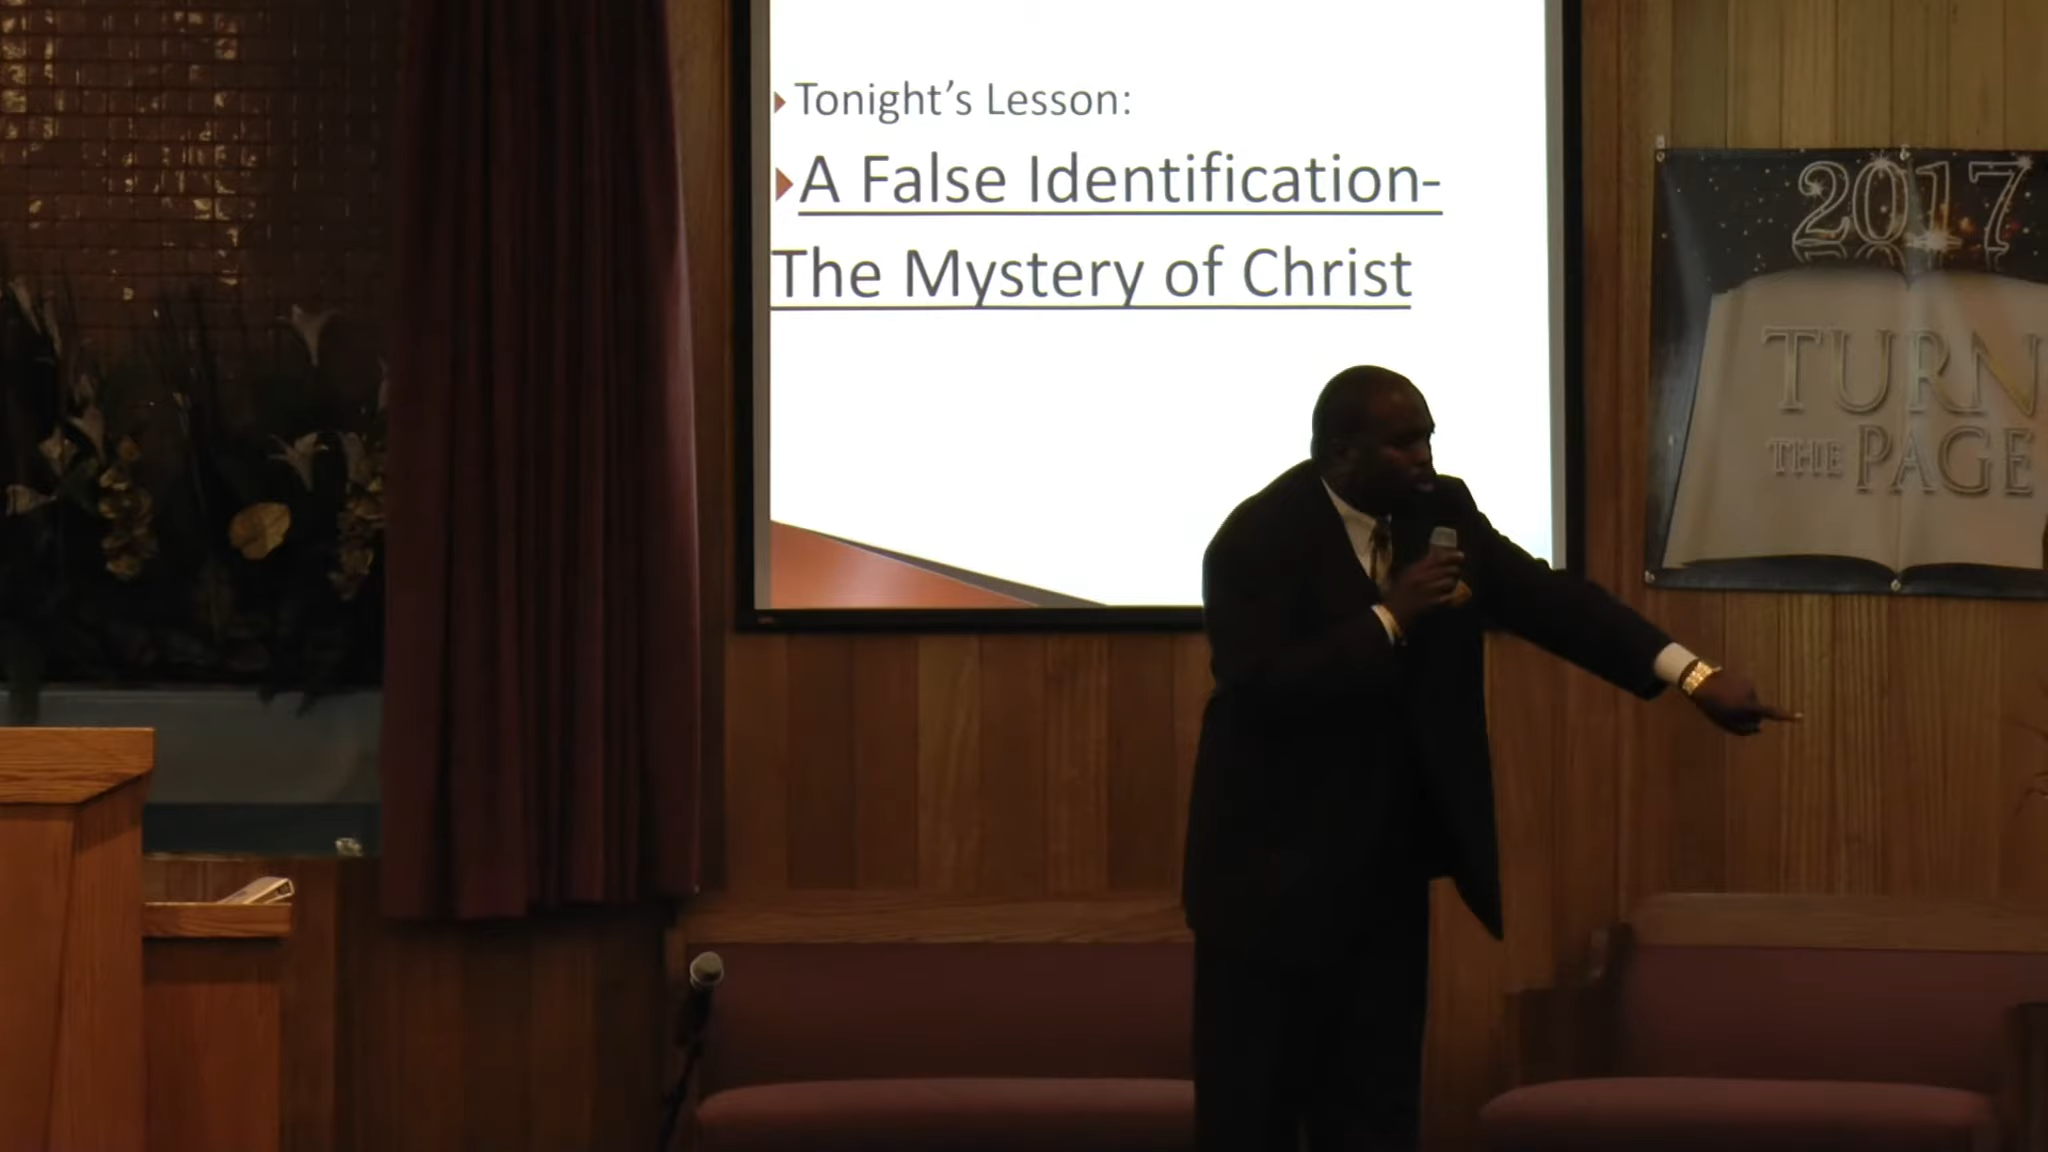 Tonight's Lesson:
A False Identification-
The Mystery of Christ
2017
TURN
THE PAGE